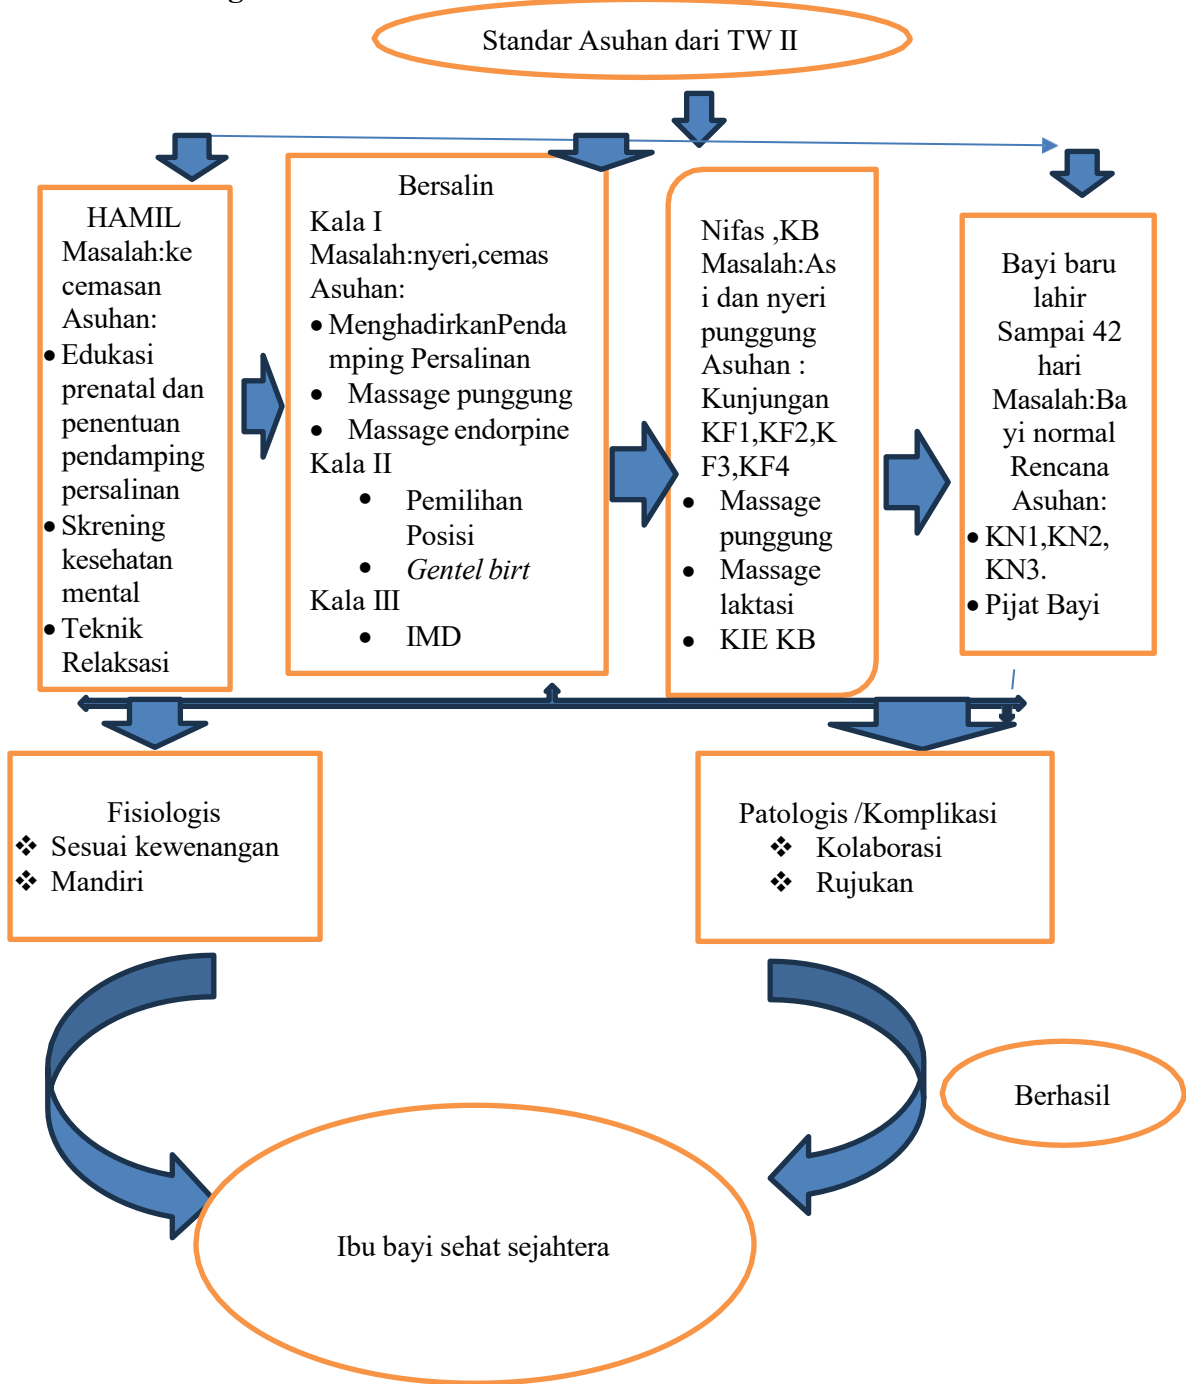 Standar Asuhan dari TW II
HAMIL
Masalah:ke
cemasan
Asuhan:
• Edukasi
prenatal dan
penentuan
pendamping
persalinan
• Skrening
kesehatan
mental
• Teknik
Relaksasi
Bersalin
Kala I
Masalah:nyeri,cemas
Asuhan:
• MenghadirkanPenda
mping Persalinan
• Massage punggung
• Massage endorpine
Kala II
• Pemilihan
Posisi
• Gentel birt
Kala III
• IMD
Nifas ,KB
Masalah:As
i dan nyeri
punggung
Asuhan :
Kunjungan
KF1,KF2,K
F3,KF4
• Massage
punggung
• Massage
laktasi
• KIE KB
Bayi baru
lahir
Sampai 42
hari
Masalah:Ba
yi normal
Rencana
Asuhan:
• KN1,KN2,
KN3.
• Pijat Bayi
Fisiologis
❖ Sesuai kewenangan
❖ Mandiri
Patologis /Komplikasi
❖ Kolaborasi
❖ Rujukan
Berhasil
Ibu bayi sehat sejahtera